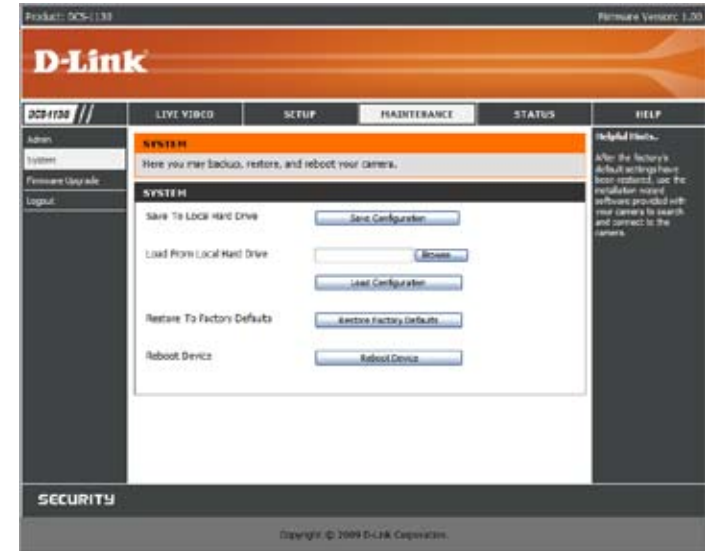 Product: DCS-1130
Firmware Version: 1.00
D-Link
DCS-1130 //
LIVE VIDEO
SETUP
MAINTENANCE
STATUS
HELP
Admin
System
Firmware Upgrade
Logout
SYSTEM
Here you may backup, restore, and reboot your camera.
SYSTEM
Save To Local Hard Drive
Save Configuration
Load From Local Hard Drive
Browse...
Load Configuration
Restore To Factory Defaults
Restore Factory Defaults
Reboot Device
Reboot Device
Helpful Hints..
After the factory's
default settings have
been restored, use the
installation wizard
software provided with
your camera to search
and connect to the
camera.
SECURITY
Copyright © 2009 D-Link Corporation.